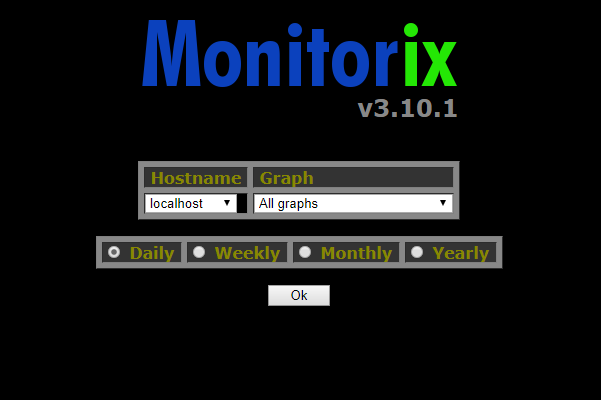 Monitorix
v3.10.1
Hostname Graph
localhost All graphs
Daily Weekly Monthly Yearly
Ok